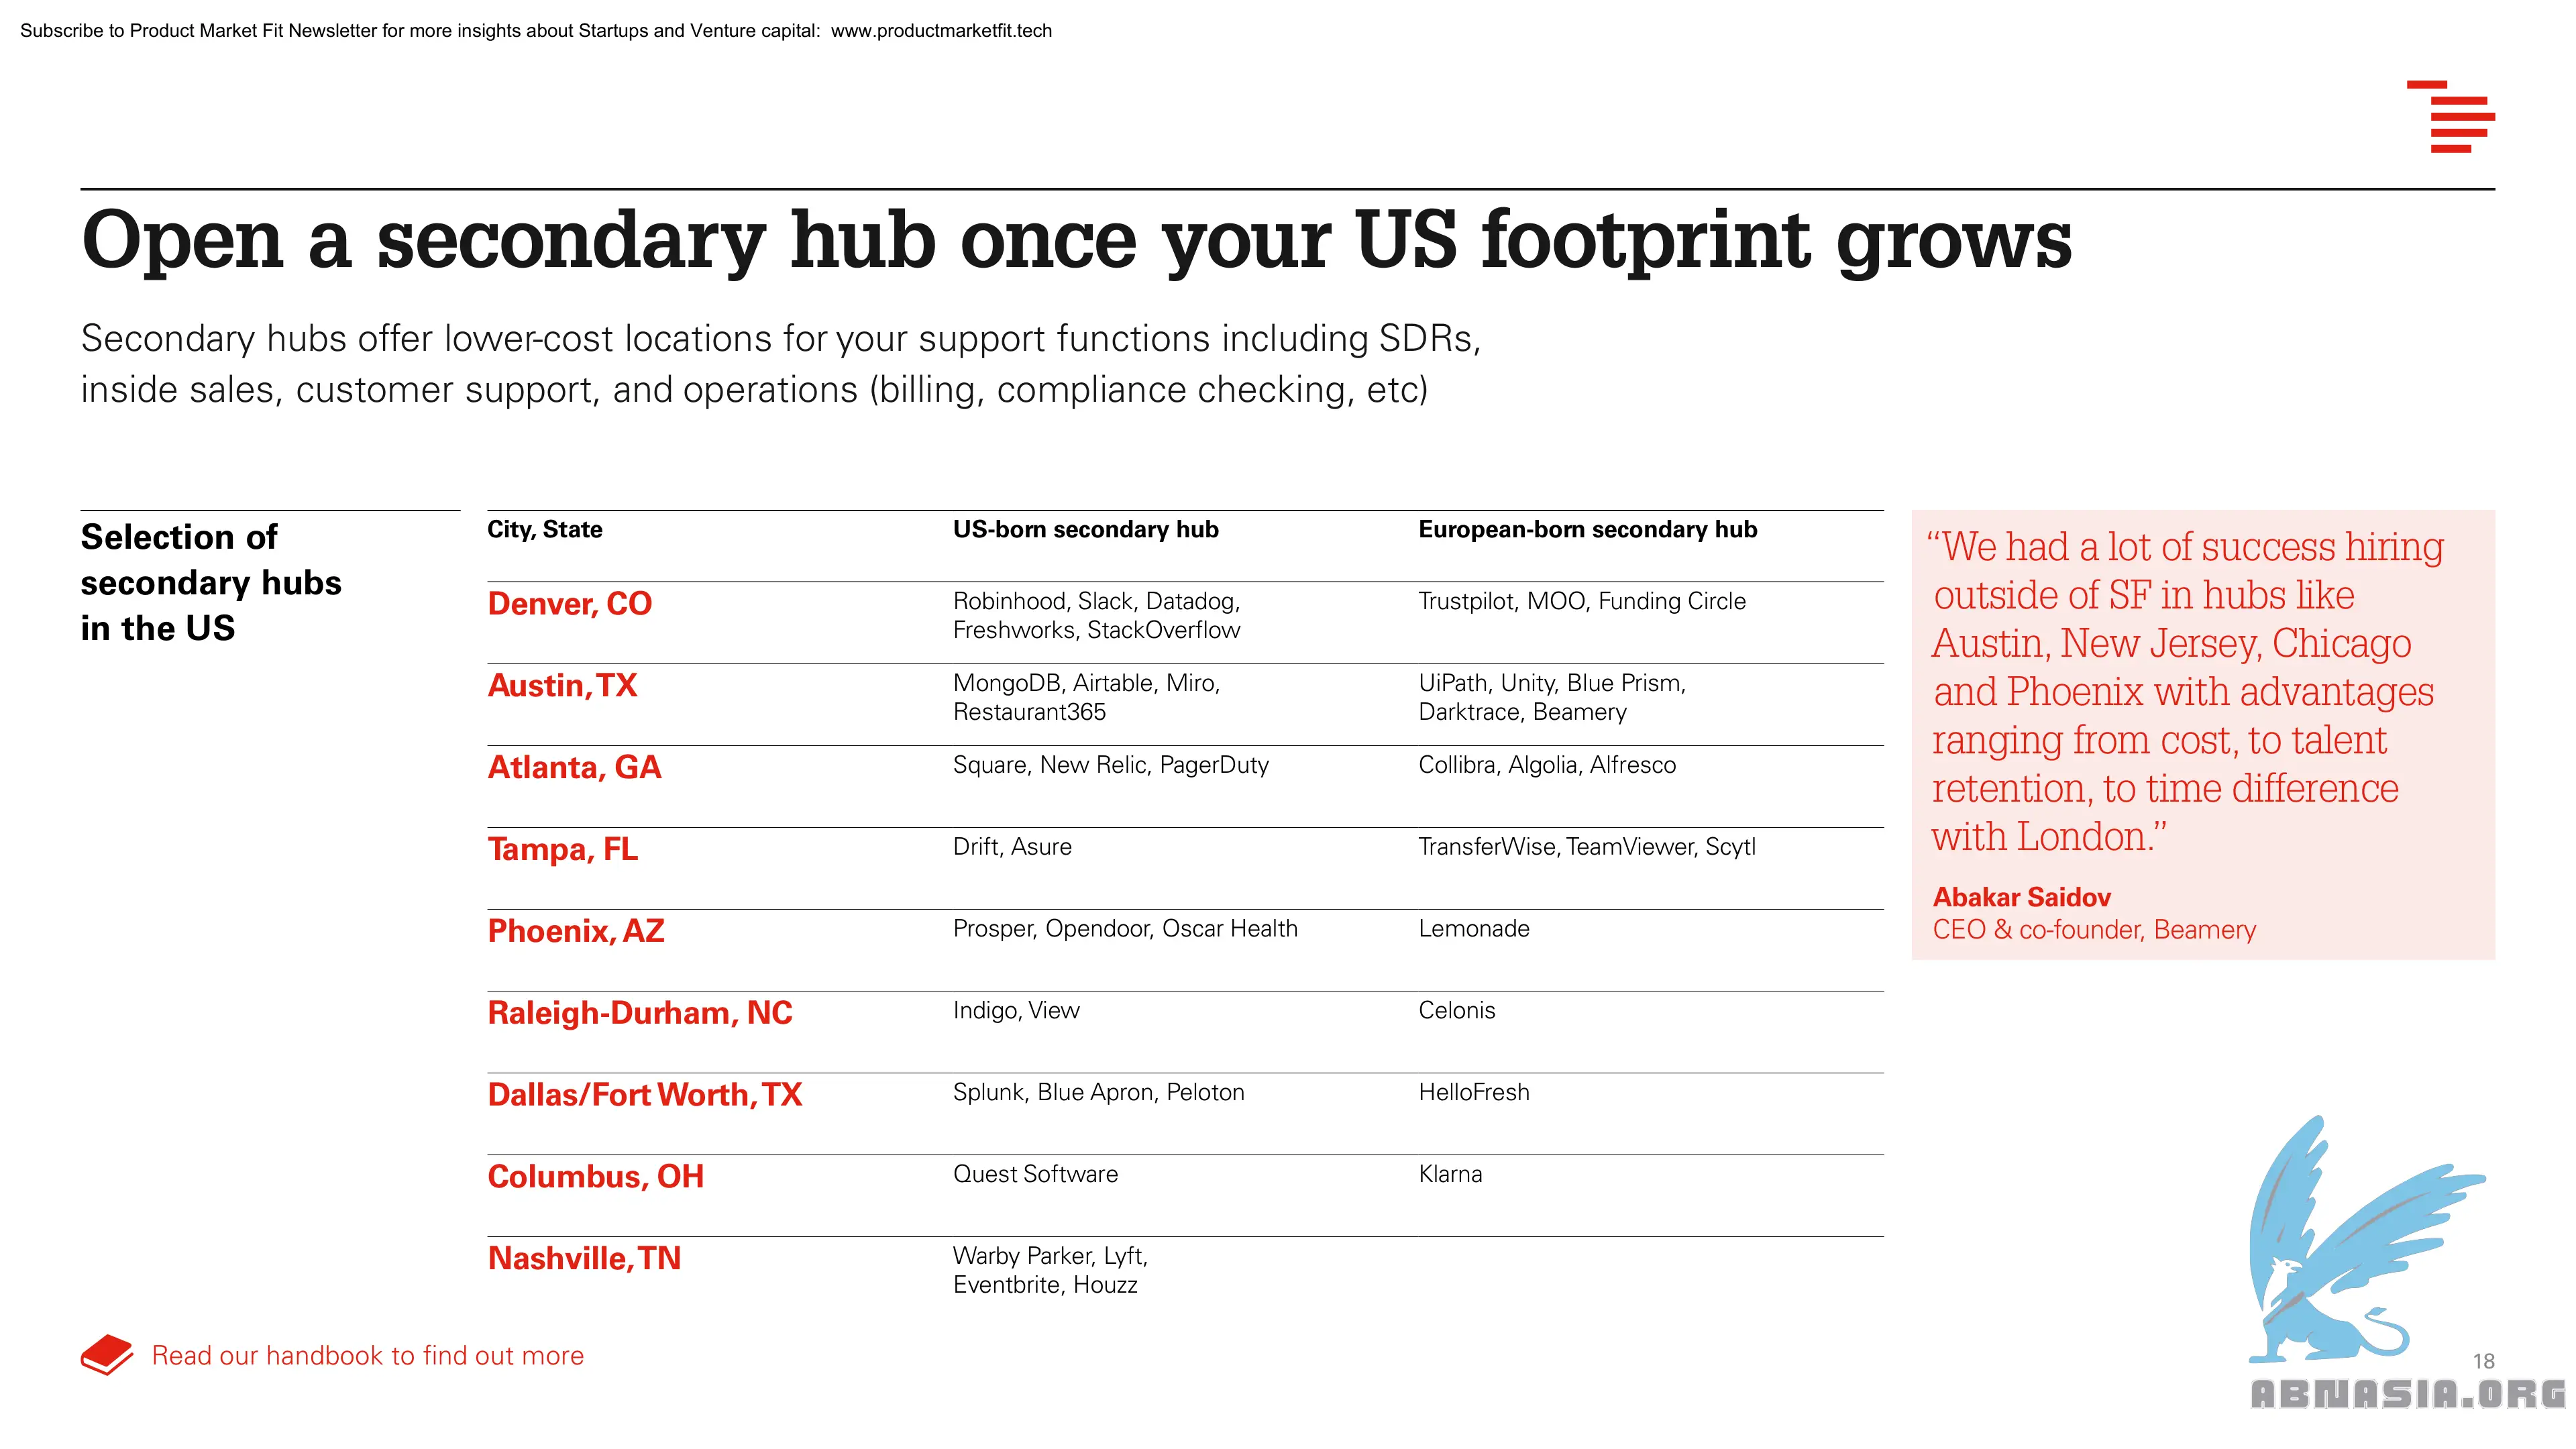 Subscribe to Product Market Fit Newsletter for more insights about Startups and Venture capital:  www.productmarketfit.tech
Open a secondary hub once your US footprint grows
Secondary hubs offer lower-cost locations for your support functions including SDRs,
inside sales, customer support, and operations (billing, compliance checking, etc)
Selection of
secondary hubs
in the US
City, State
US-born secondary hub
European-born secondary hub
Denver, CO
Robinhood, Slack, Datadog,
Freshworks, StackOverflow
Trustpilot, MOO, Funding Circle
Austin, TX
MongoDB, Airtable, Miro,
Restaurant365
UiPath, Unity, Blue Prism,
Darktrace, Beamery
Atlanta, GA
Square, New Relic, PagerDuty
Collibra, Algolia, Alfresco
Tampa, FL
Drift, Asure
TransferWise, TeamViewer, Scytl
Phoenix, AZ
Prosper, Opendoor, Oscar Health
Lemonade
Raleigh-Durham, NC
Indigo, View
Celonis
Dallas/Fort Worth, TX
Splunk, Blue Apron, Peloton
HelloFresh
Columbus, OH
Quest Software
Klarna
Nashville, TN
Warby Parker, Lyft,
Eventbrite, Houzz
“We had a lot of success hiring
outside of SF in hubs like
Austin, New Jersey, Chicago
and Phoenix with advantages
ranging from cost, to talent
retention, to time difference
with London.”
Abakar Saidov
CEO & co-founder, Beamery
Read our handbook to find out more
18
ABNASIA.ORG